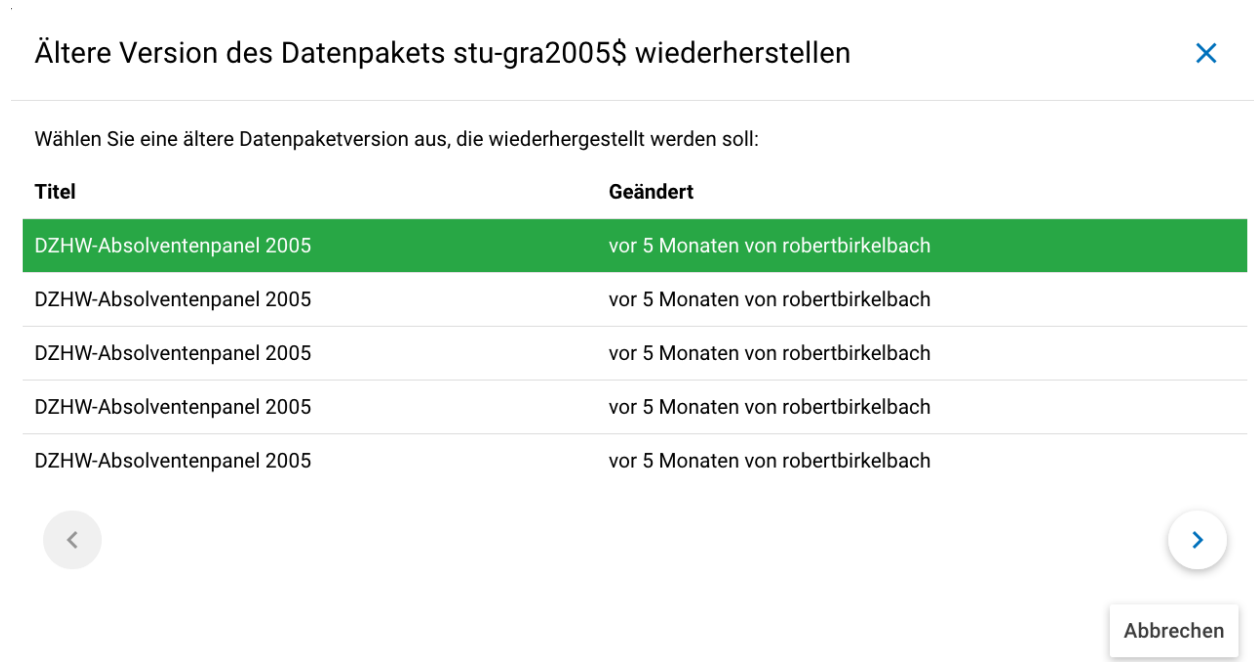 Ältere Version des Datenpakets stu-gra2005$ wiederherstellen
Wählen Sie eine ältere Datenpaketversion aus, die wiederhergestellt werden soll:
Titel Geändert
DZHW-Absolventenpanel 2005 vor 5 Monaten von robertbirkelbach
DZHW-Absolventenpanel 2005 vor 5 Monaten von robertbirkelbach
DZHW-Absolventenpanel 2005 vor 5 Monaten von robertbirkelbach
DZHW-Absolventenpanel 2005 vor 5 Monaten von robertbirkelbach
DZHW-Absolventenpanel 2005 vor 5 Monaten von robertbirkelbach
Abbrechen